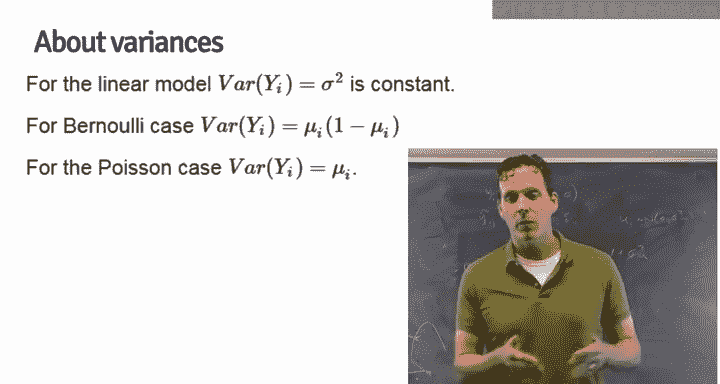 About variances
For the linear model Var(Y_i) = σ² is constant.
For Bernoulli case Var(Y_i) = μ_i(1 − μ_i)
For the Poisson case Var(Y_i) = μ_i.